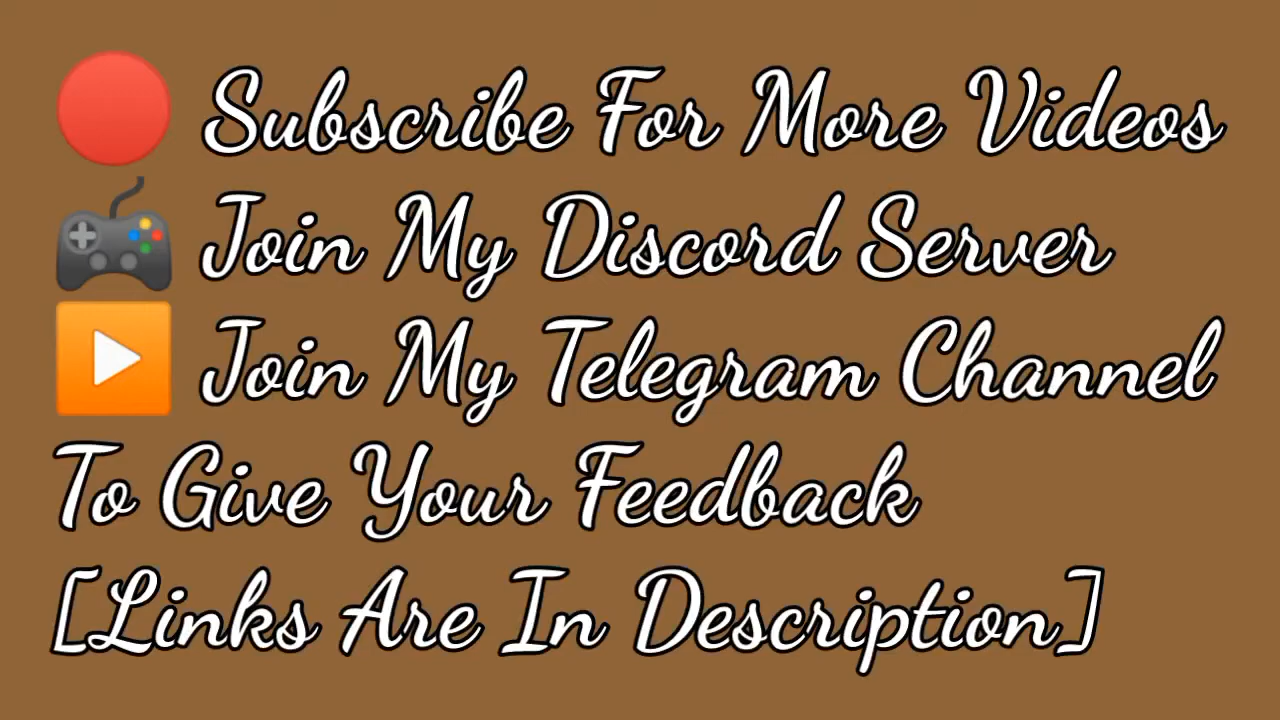 🔴 Subscribe For More Videos
🎮 Join My Discord Server
▶️ Join My Telegram Channel
To Give Your Feedback
[Links Are In Description]